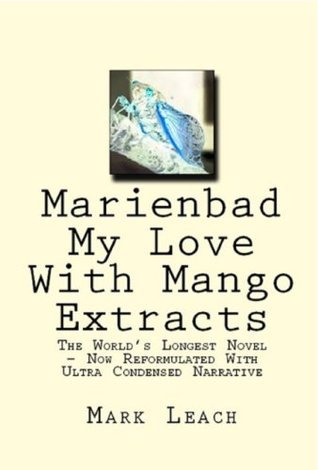 Marienbad
My Love
With Mango
Extracts
The World's Longest Novel
– Now Reformulated With
Ultra Condensed Narrative
Mark Leach